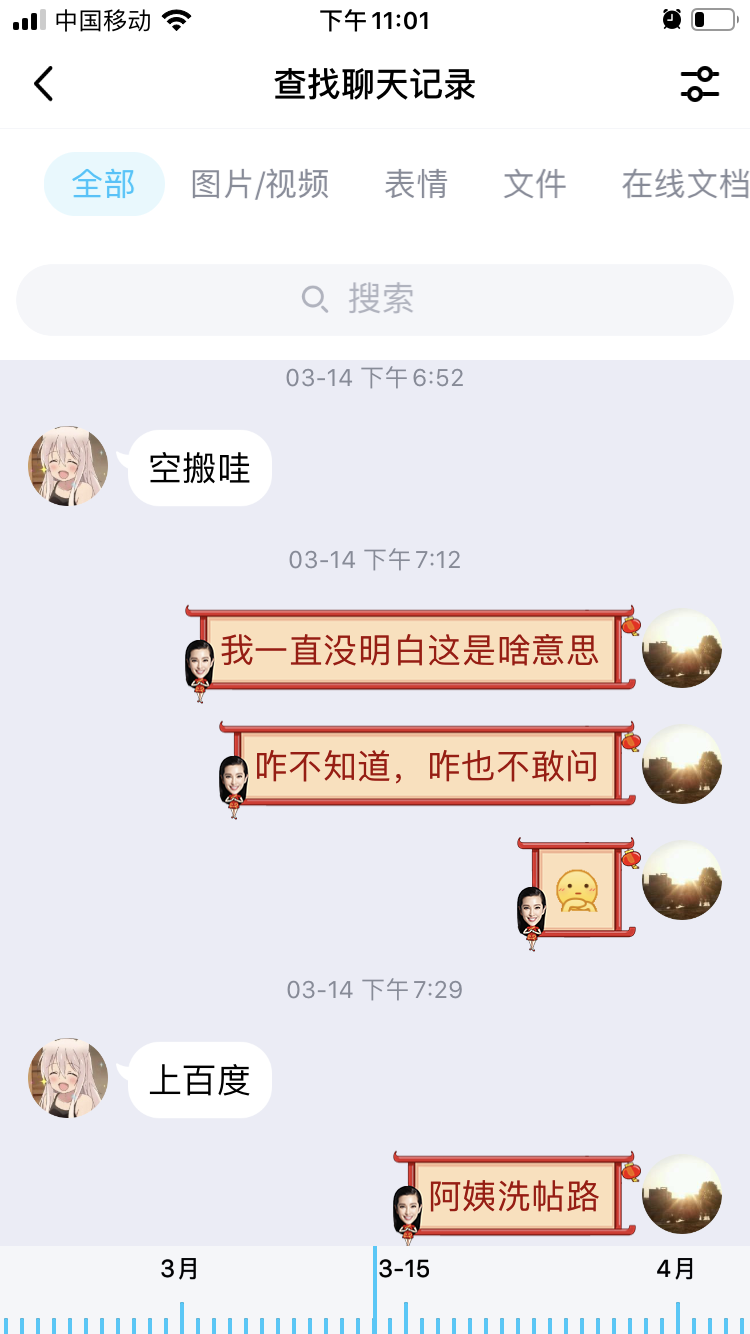 中国移动 下午11:01
查找聊天记录
全部 图片/视频 表情 文件 在线文档
搜索
03-14 下午6:52
空搬哇
03-14 下午7:12
我一直没明白这是啥意思
咋不知道，咋也不敢问
03-14 下午7:29
上百度
阿姨洗帖路
3月 3-15 4月